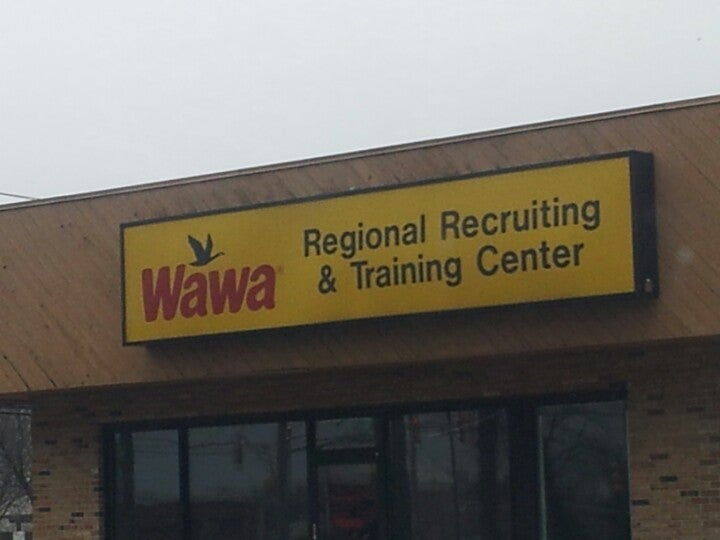 Wawa
Regional Recruiting
& Training Center